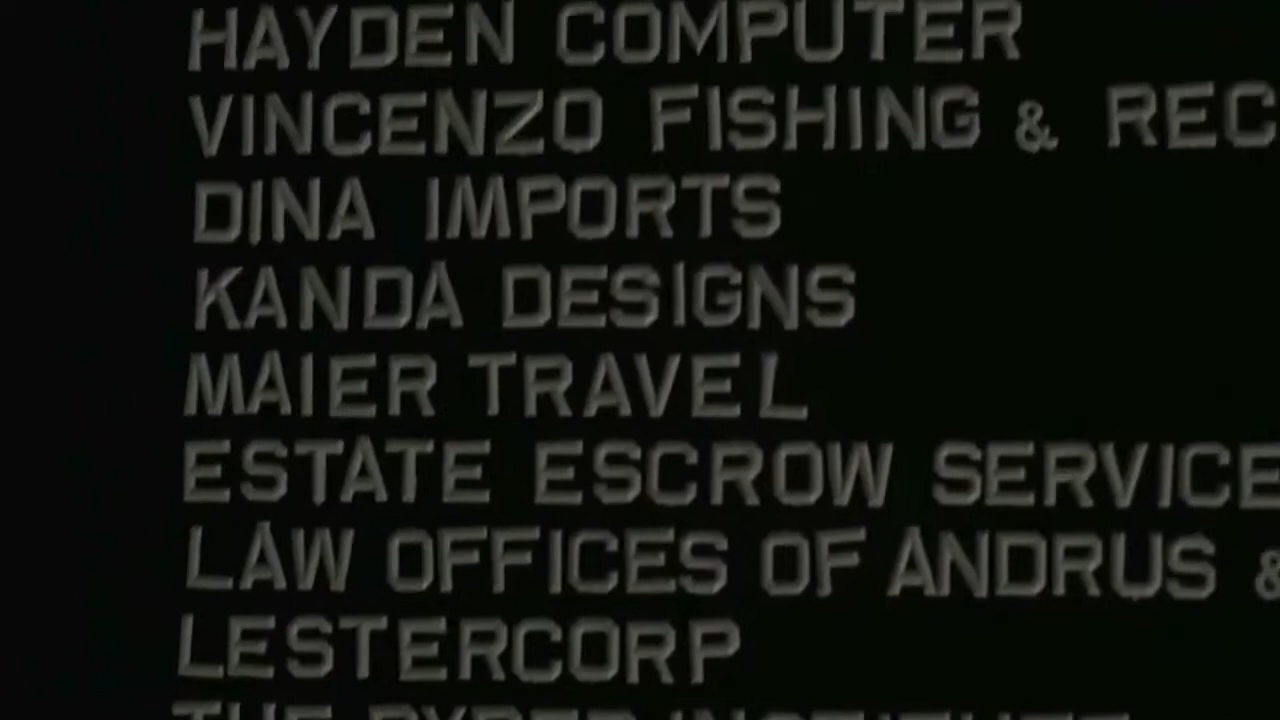 HAYDEN COMPUTER
VINCENZO FISHING & REC
DINA IMPORTS
KANDA DESIGNS
MAIER TRAVEL
ESTATE ESCROW SERVICE
LAW OFFICES OF ANDRUS &
LESTERCORP
THE